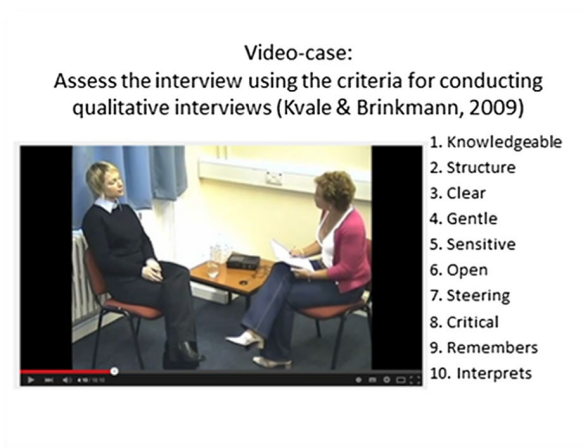 Video-case:
Assess the interview using the criteria for conducting
qualitative interviews (Kvale & Brinkmann, 2009)
1. Knowledgeable
2. Structure
3. Clear
4. Gentle
5. Sensitive
6. Open
7. Steering
8. Critical
9. Remembers
10. Interprets